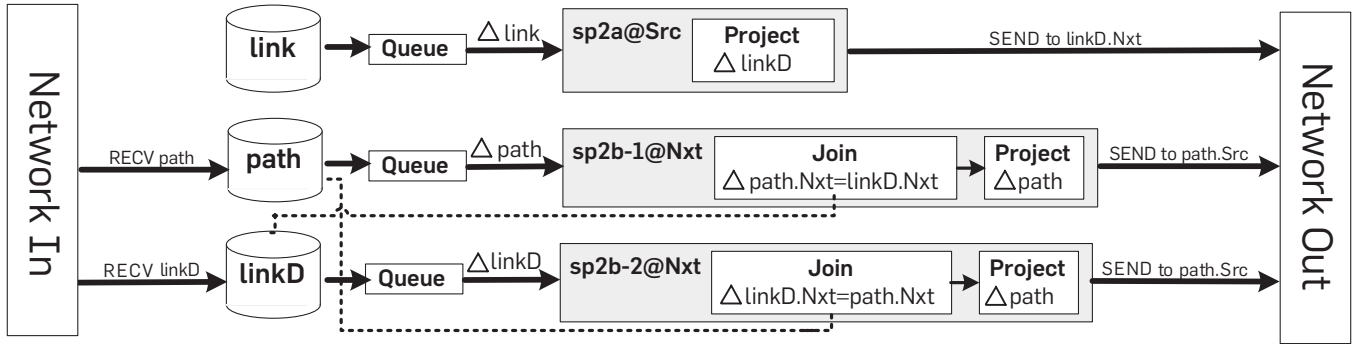 Network In
link
Queue
△ link
sp2a@Src
Project
△ linkD
SEND to linkD.Nxt
RECV path
path
Queue
△ path
sp2b-1@Nxt
Join
△ path.Nxt=linkD.Nxt
Project
△path
SEND to path.Src
RECV linkD
linkD
Queue
△linkD
sp2b-2@Nxt
Join
△linkD.Nxt=path.Nxt
Project
△path
SEND to path.Src
Network Out